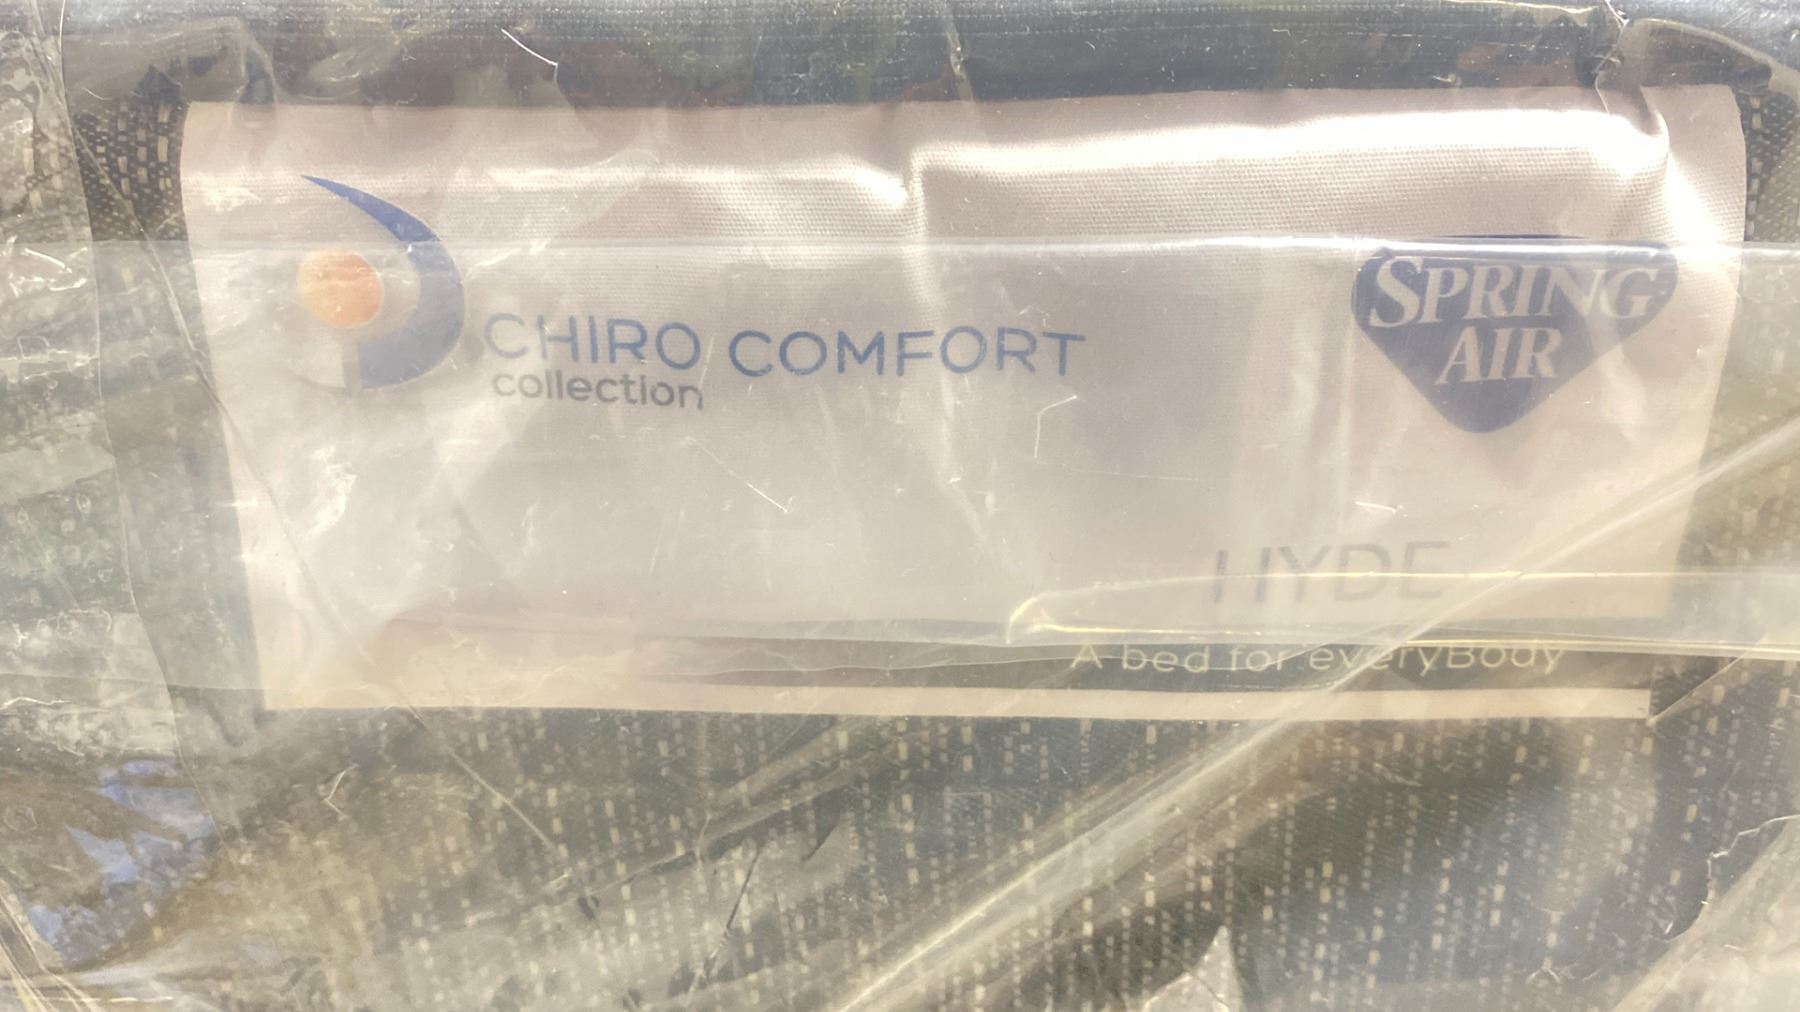 CHIRO COMFORT
collection
SPRING
AIR
HYDE
A bed for everyBody